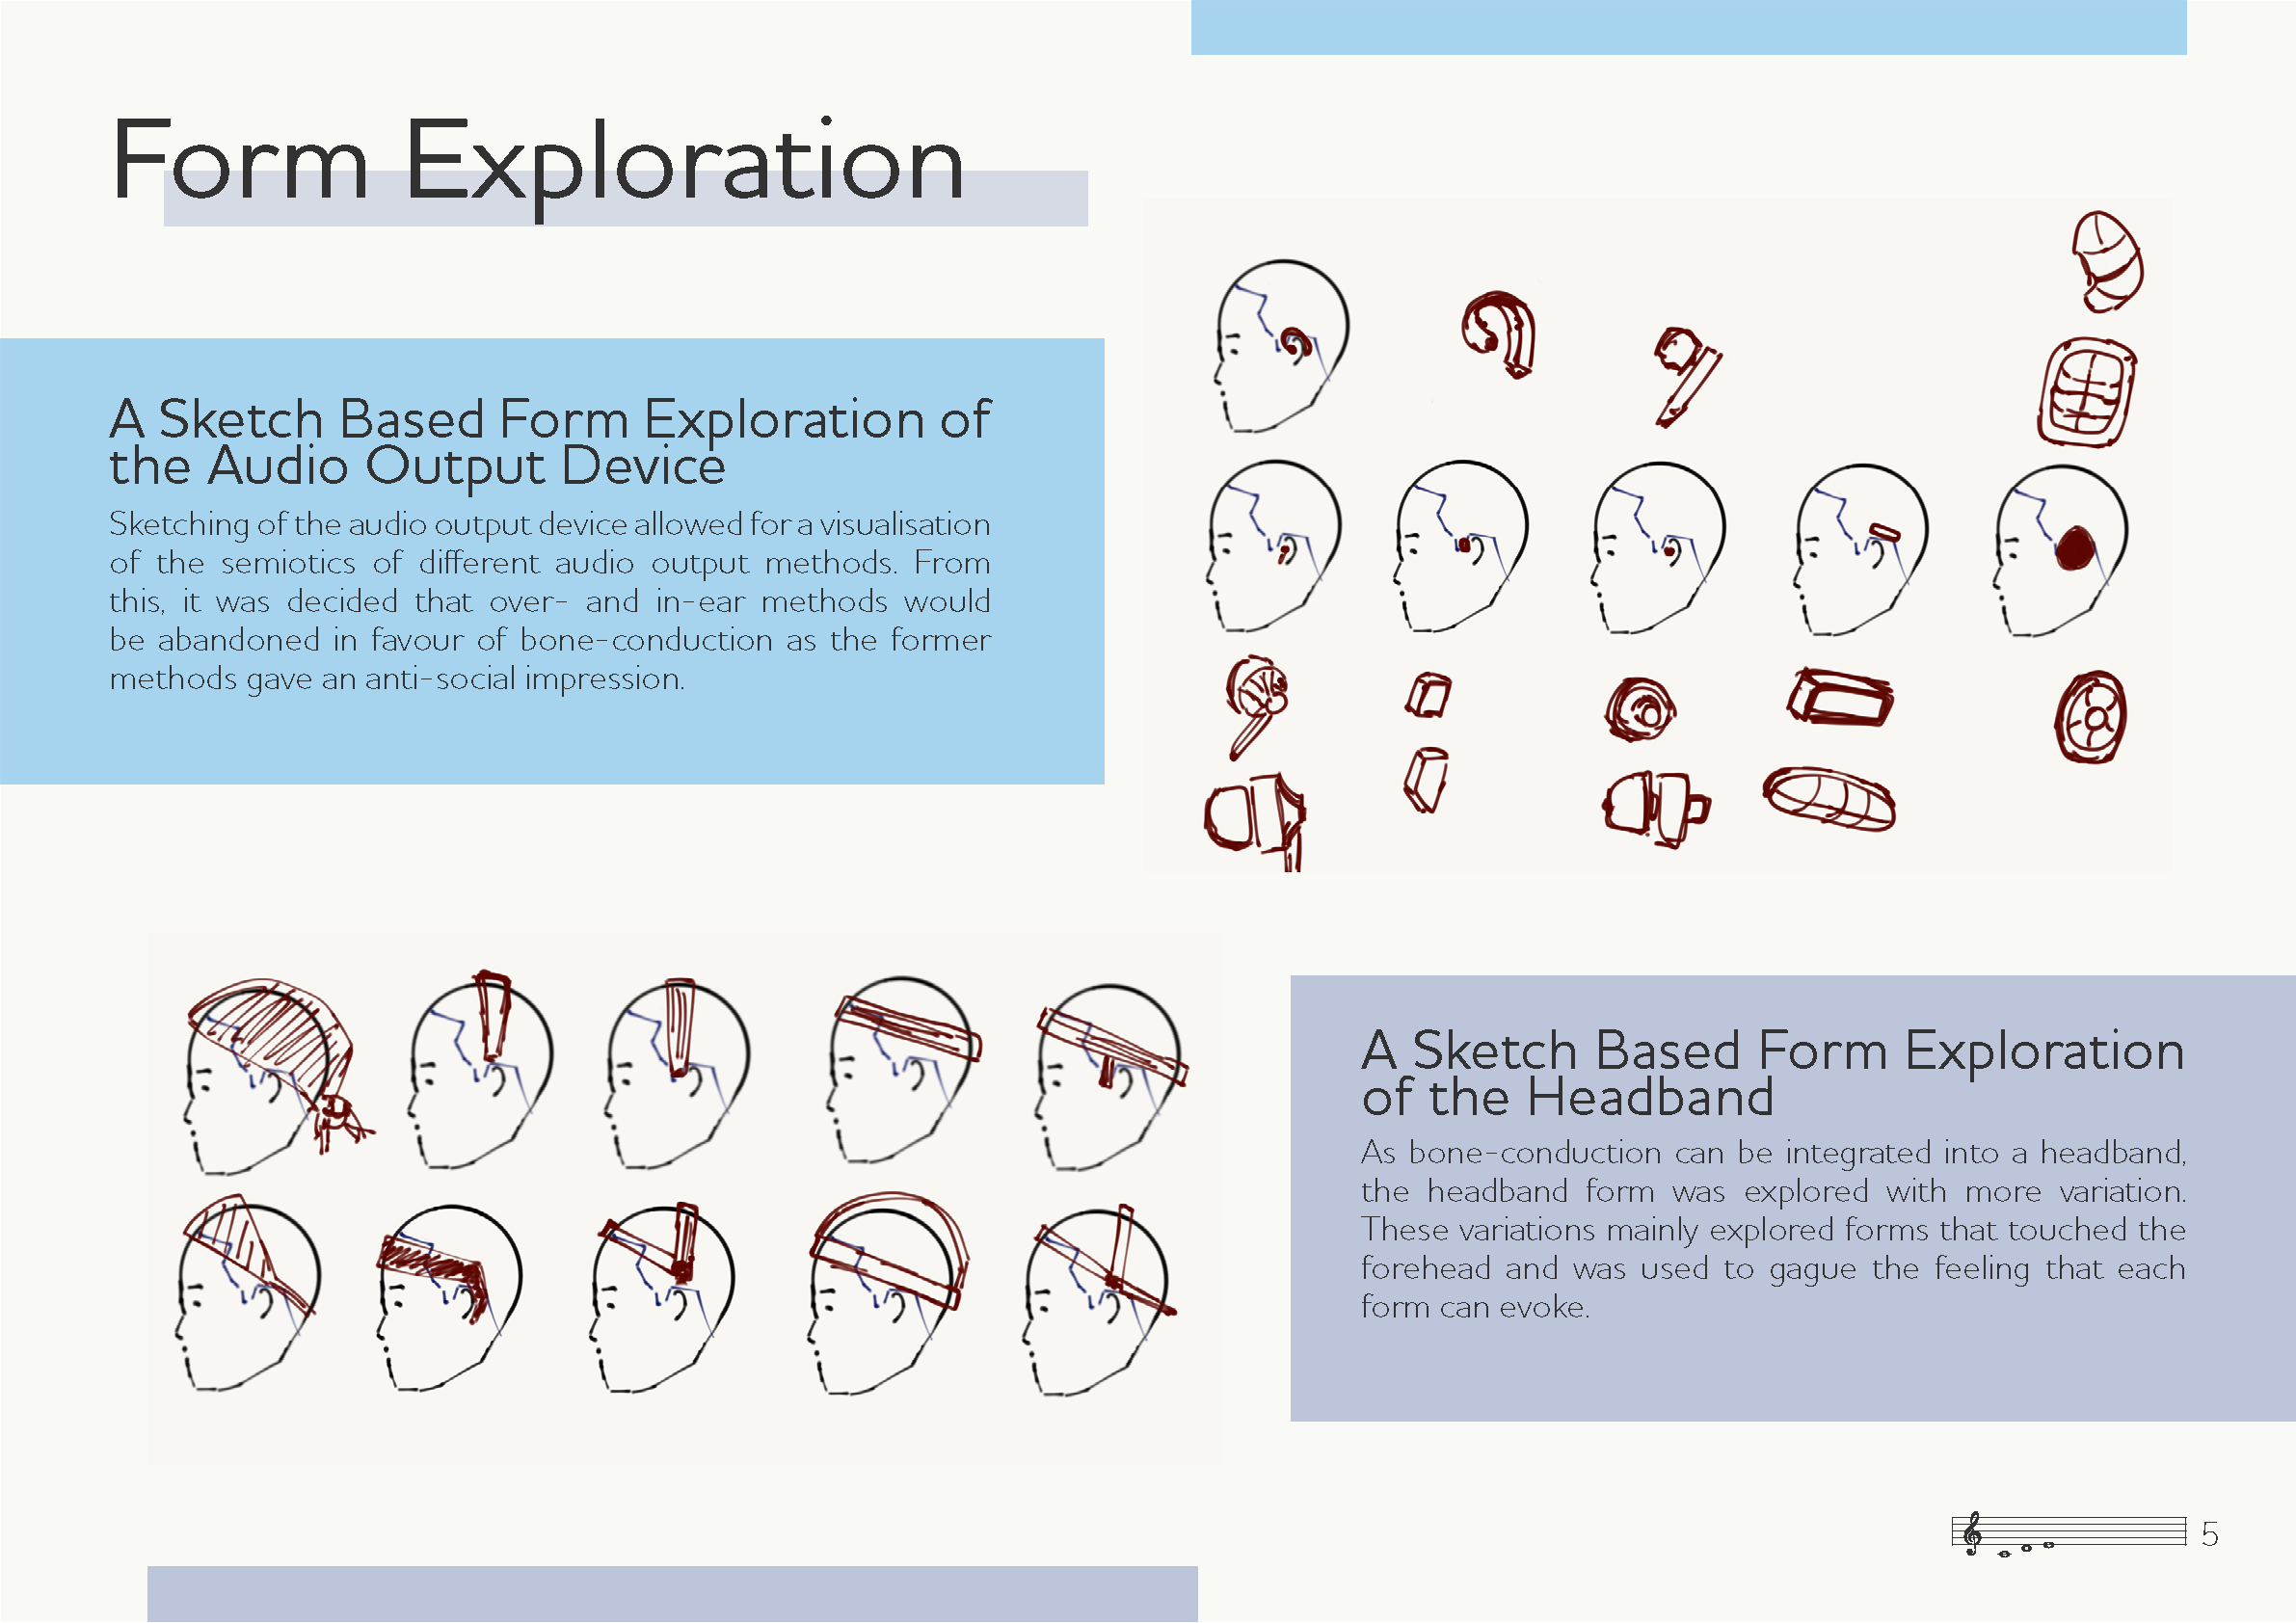 Form Exploration
A Sketch Based Form Exploration of
the Audio Output Device
Sketching of the audio output device allowed for a visualisation
of the semiotics of different audio output methods. From
this, it was decided that over- and in-ear methods would
be abandoned in favour of bone-conduction as the former
methods gave an anti-social impression.
A Sketch Based Form Exploration
of the Headband
As bone-conduction can be integrated into a headband,
the headband form was explored with more variation.
These variations mainly explored forms that touched the
forehead and was used to gague the feeling that each
form can evoke.
5